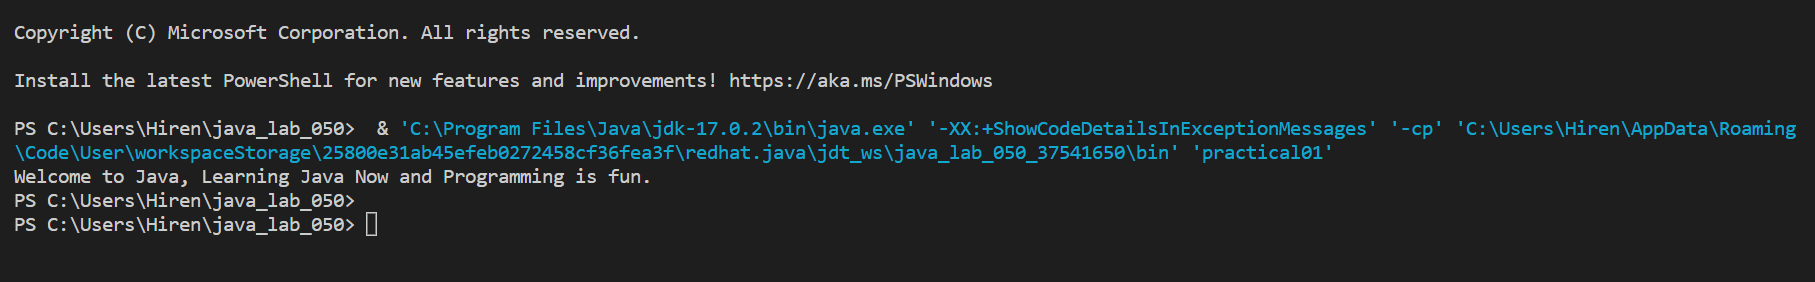 Copyright (C) Microsoft Corporation. All rights reserved.
Install the latest PowerShell for new features and improvements! https://aka.ms/PSWindows
PS C:\Users\Hiren\java_lab_050>  & 'C:\Program Files\Java\jdk-17.0.2\bin\java.exe' '-XX:+ShowCodeDetailsInExceptionMessages' '-cp' 'C:\Users\Hiren\AppData\Roaming
\Code\User\workspaceStorage\25800e31ab45efeb0272458cf36fea3f\redhat.java\jdt_ws\java_lab_050_37541650\bin' 'practical01'
Welcome to Java, Learning Java Now and Programming is fun.
PS C:\Users\Hiren\java_lab_050>
PS C:\Users\Hiren\java_lab_050>